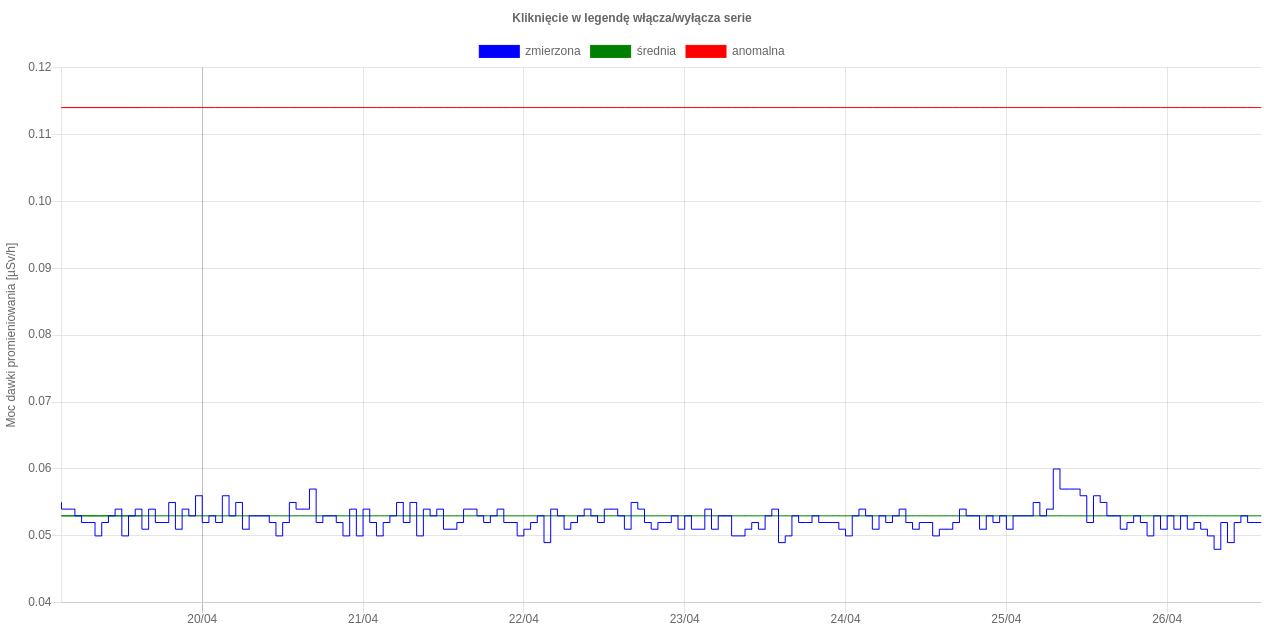 Kliknięcie w legendę włącza/wyłącza serie
zmierzona średnia anomalna
Moc dawki promieniowania [µSv/h]
0.12
0.11
0.10
0.09
0.08
0.07
0.06
0.05
0.04
20/04 21/04 22/04 23/04 24/04 25/04 26/04